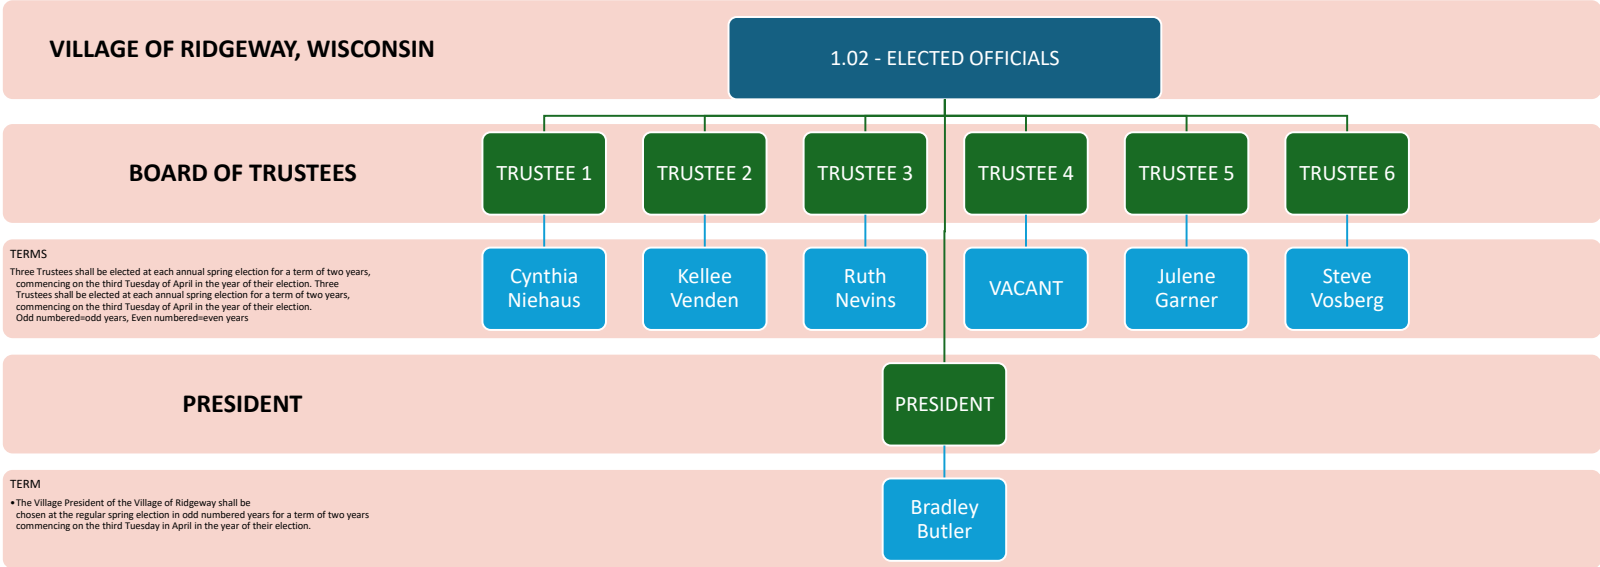 VILLAGE OF RIDGEWAY, WISCONSIN
1.02 - ELECTED OFFICIALS
BOARD OF TRUSTEES
TRUSTEE 1
TRUSTEE 2
TRUSTEE 3
TRUSTEE 4
TRUSTEE 5
TRUSTEE 6
TERMS
Three Trustees shall be elected at each annual spring election for a term of two years,
commencing on the third Tuesday of April in the year of their election. Three
Trustees shall be elected at each annual spring election for a term of two years,
commencing on the third Tuesday of April in the year of their election.
Odd numbered=odd years, Even numbered=even years
Cynthia
Niehaus
Kellee
Venden
Ruth
Nevins
VACANT
Julene
Garner
Steve
Vosberg
PRESIDENT
PRESIDENT
TERM
•The Village President of the Village of Ridgeway shall be
chosen at the regular spring election in odd numbered years for a term of two years
commencing on the third Tuesday in April in the year of their election.
Bradley
Butler